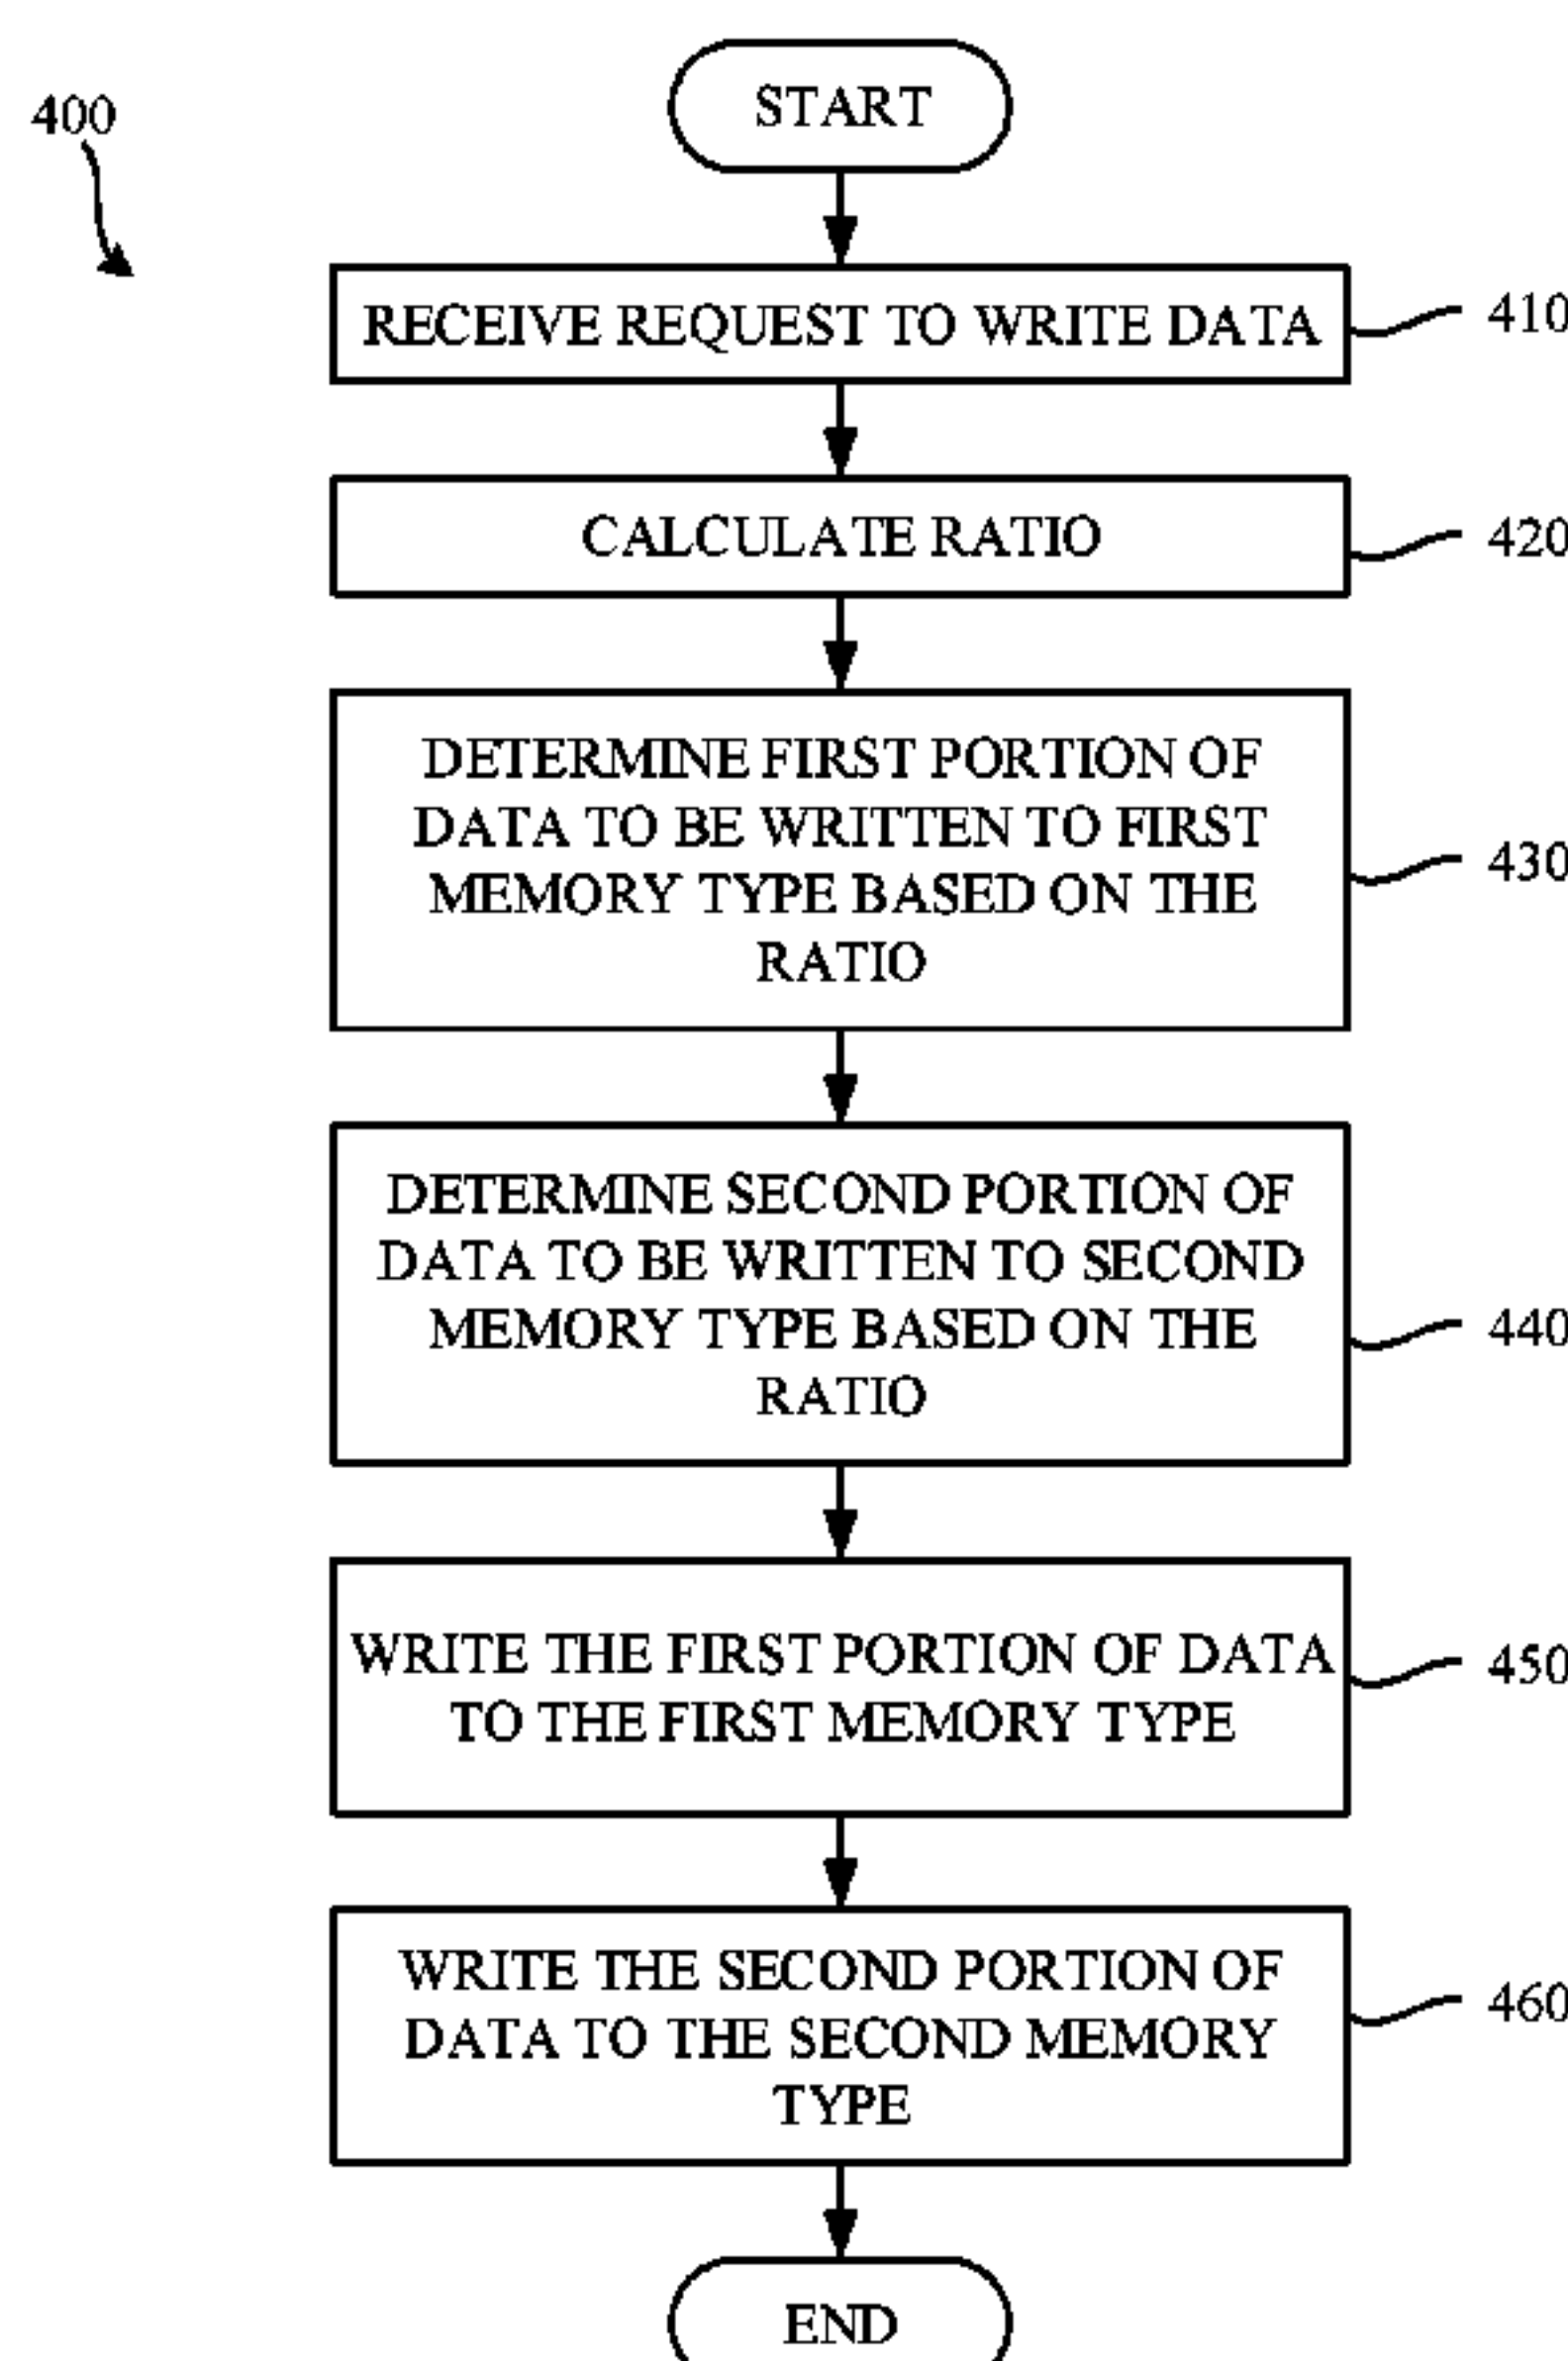 START
400
RECEIVE REQUEST TO WRITE DATA
410
CALCULATE RATIO
420
DETERMINE FIRST PORTION OF
DATA TO BE WRITTEN TO FIRST
MEMORY TYPE BASED ON THE
RATIO
430
DETERMINE SECOND PORTION OF
DATA TO BE WRITTEN TO SECOND
MEMORY TYPE BASED ON THE
RATIO
440
WRITE THE FIRST PORTION OF DATA
TO THE FIRST MEMORY TYPE
450
WRITE THE SECOND PORTION OF
DATA TO THE SECOND MEMORY
TYPE
460
END